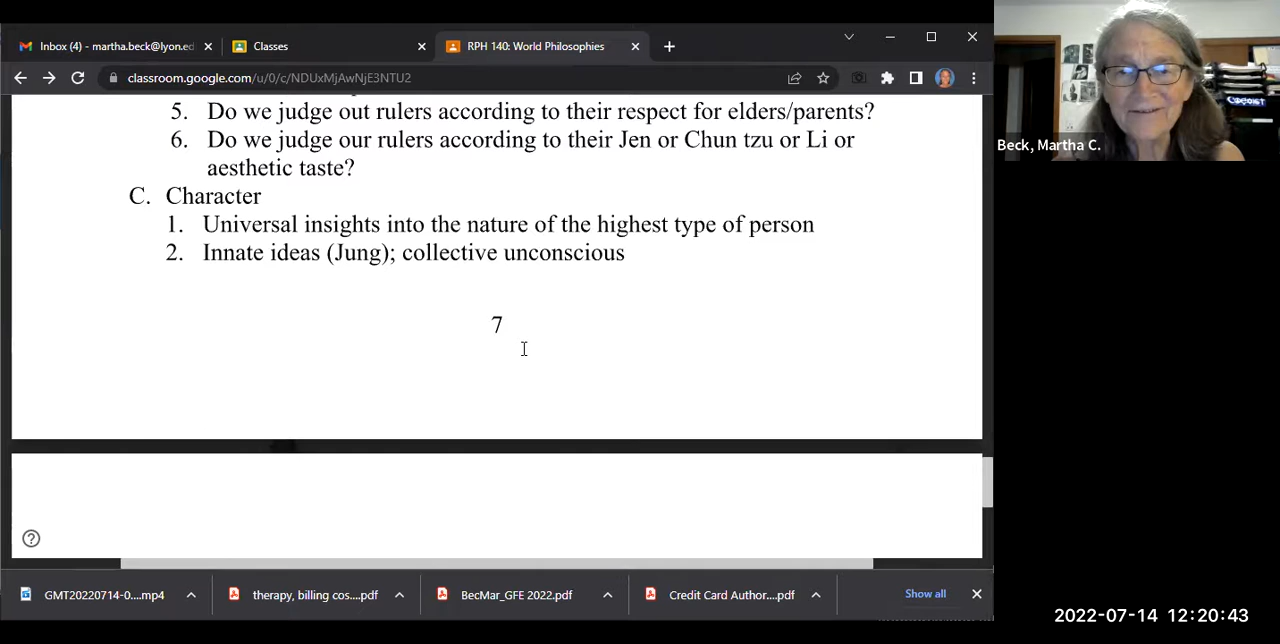 Inbox (4) - martha.beck@lyon.ed
Classes
RPH 140: World Philosophies
classroom.google.com/u/0/c/NDUxMjAwNjE3NTU2
5. Do we judge out rulers according to their respect for elders/parents?
6. Do we judge our rulers according to their Jen or Chun tzu or Li or
aesthetic taste?
C. Character
1. Universal insights into the nature of the highest type of person
2. Innate ideas (Jung); collective unconscious
7
GMT20220714-0....mp4
therapy, billing cos....pdf
BecMar_GFE 2022.pdf
Credit Card Author....pdf
Show all
Beck, Martha C.
2022-07-14 12:20:43